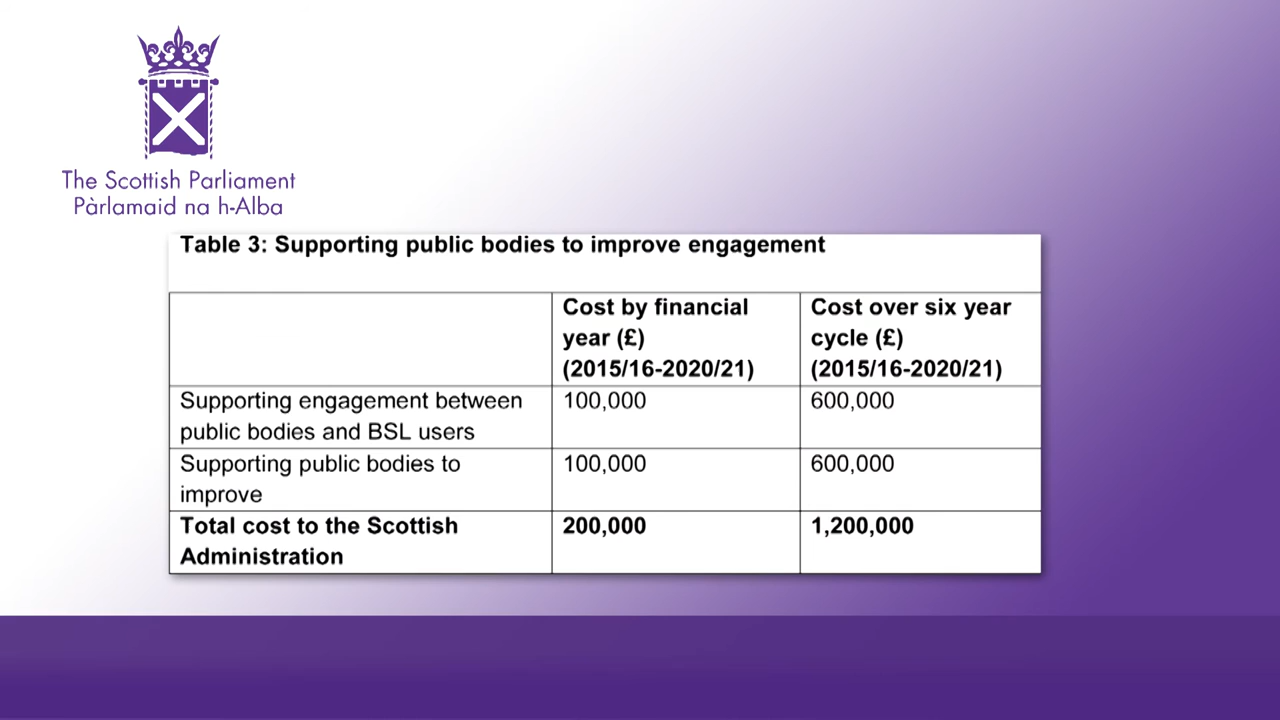 The Scottish Parliament
Pàrlamaid na h-Alba
Table 3: Supporting public bodies to improve engagement
Cost by financial
year (£)
(2015/16-2020/21)
Cost over six year
cycle (£)
(2015/16-2020/21)
Supporting engagement between
public bodies and BSL users
100,000
600,000
Supporting public bodies to
improve
100,000
600,000
Total cost to the Scottish
Administration
200,000
1,200,000